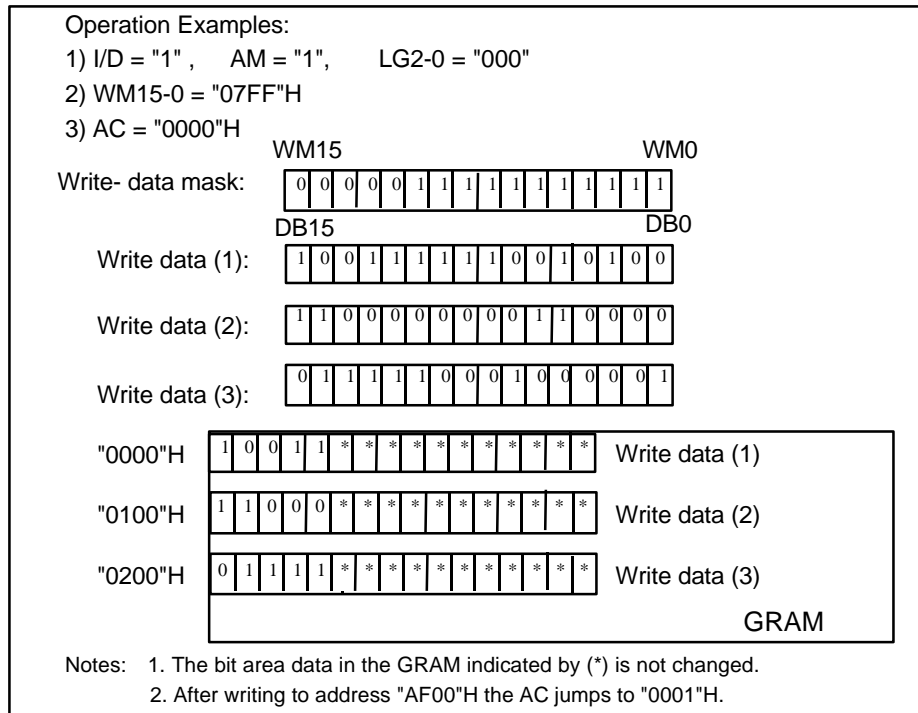 Operation Examples:
1) I/D = "1" , AM = "1", LG2-0 = "000"
2) WM15-0 = "07FF"H
3) AC = "0000"H
WM15 WM0
Write- data mask: 0 0 0 0 0 1 1 1 1 1 1 1 1 1 1 1
DB15 DB0
Write data (1): 1 0 0 1 1 1 1 1 1 0 0 1 0 1 0 0
Write data (2): 1 1 0 0 0 0 0 0 0 0 1 1 0 0 0 0
Write data (3): 0 1 1 1 1 1 0 0 0 1 0 0 0 0 0 1
"0000"H 1 0 0 1 1 * * * * * * * * * * * Write data (1)
"0100"H 1 1 0 0 0 * * * * * * * * * * * Write data (2)
"0200"H 0 1 1 1 1 * * * * * * * * * * * Write data (3)
GRAM
Notes: 1. The bit area data in the GRAM indicated by (*) is not changed.
2. After writing to address "AF00"H the AC jumps to "0001"H.